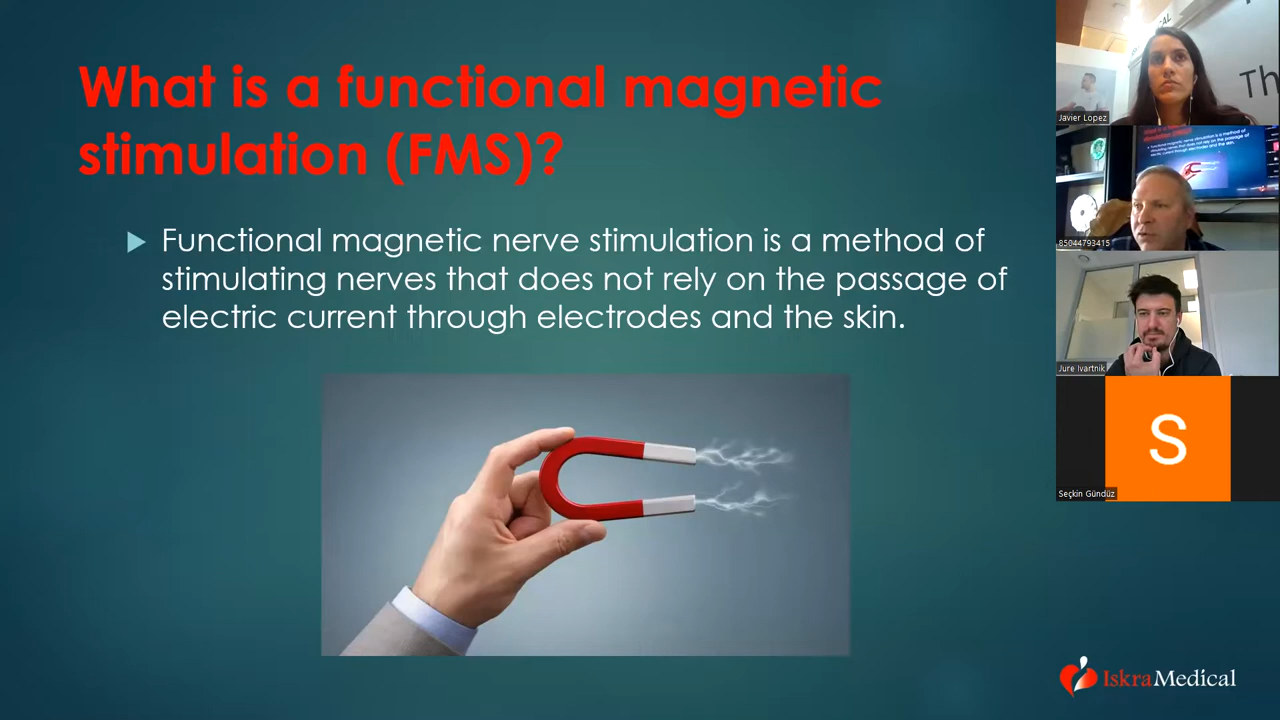 What is a functional magnetic
stimulation (FMS)?
Functional magnetic nerve stimulation is a method of
stimulating nerves that does not rely on the passage of
electric current through electrodes and the skin.
IskraMedical
Th
Javier Lopez
85044793415
Jure Ivartnik
S
Seçkin Gündüz